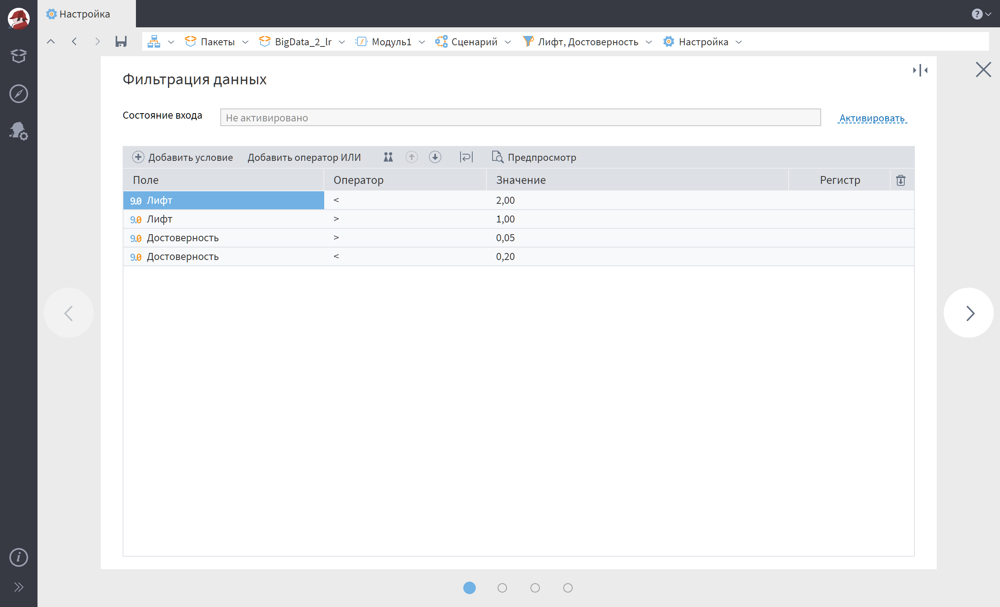 Настройка
Пакеты BigData_2_lr Модуль1 Сценарий Лифт, Достоверность Настройка
Фильтрация данных
Состояние входа Не активировано Активировать
Добавить условие Добавить оператор ИЛИ Предпросмотр
Поле Оператор Значение Регистр
9.0 Лифт < 2,00
9.0 Лифт > 1,00
9.0 Достоверность > 0,05
9.0 Достоверность < 0,20